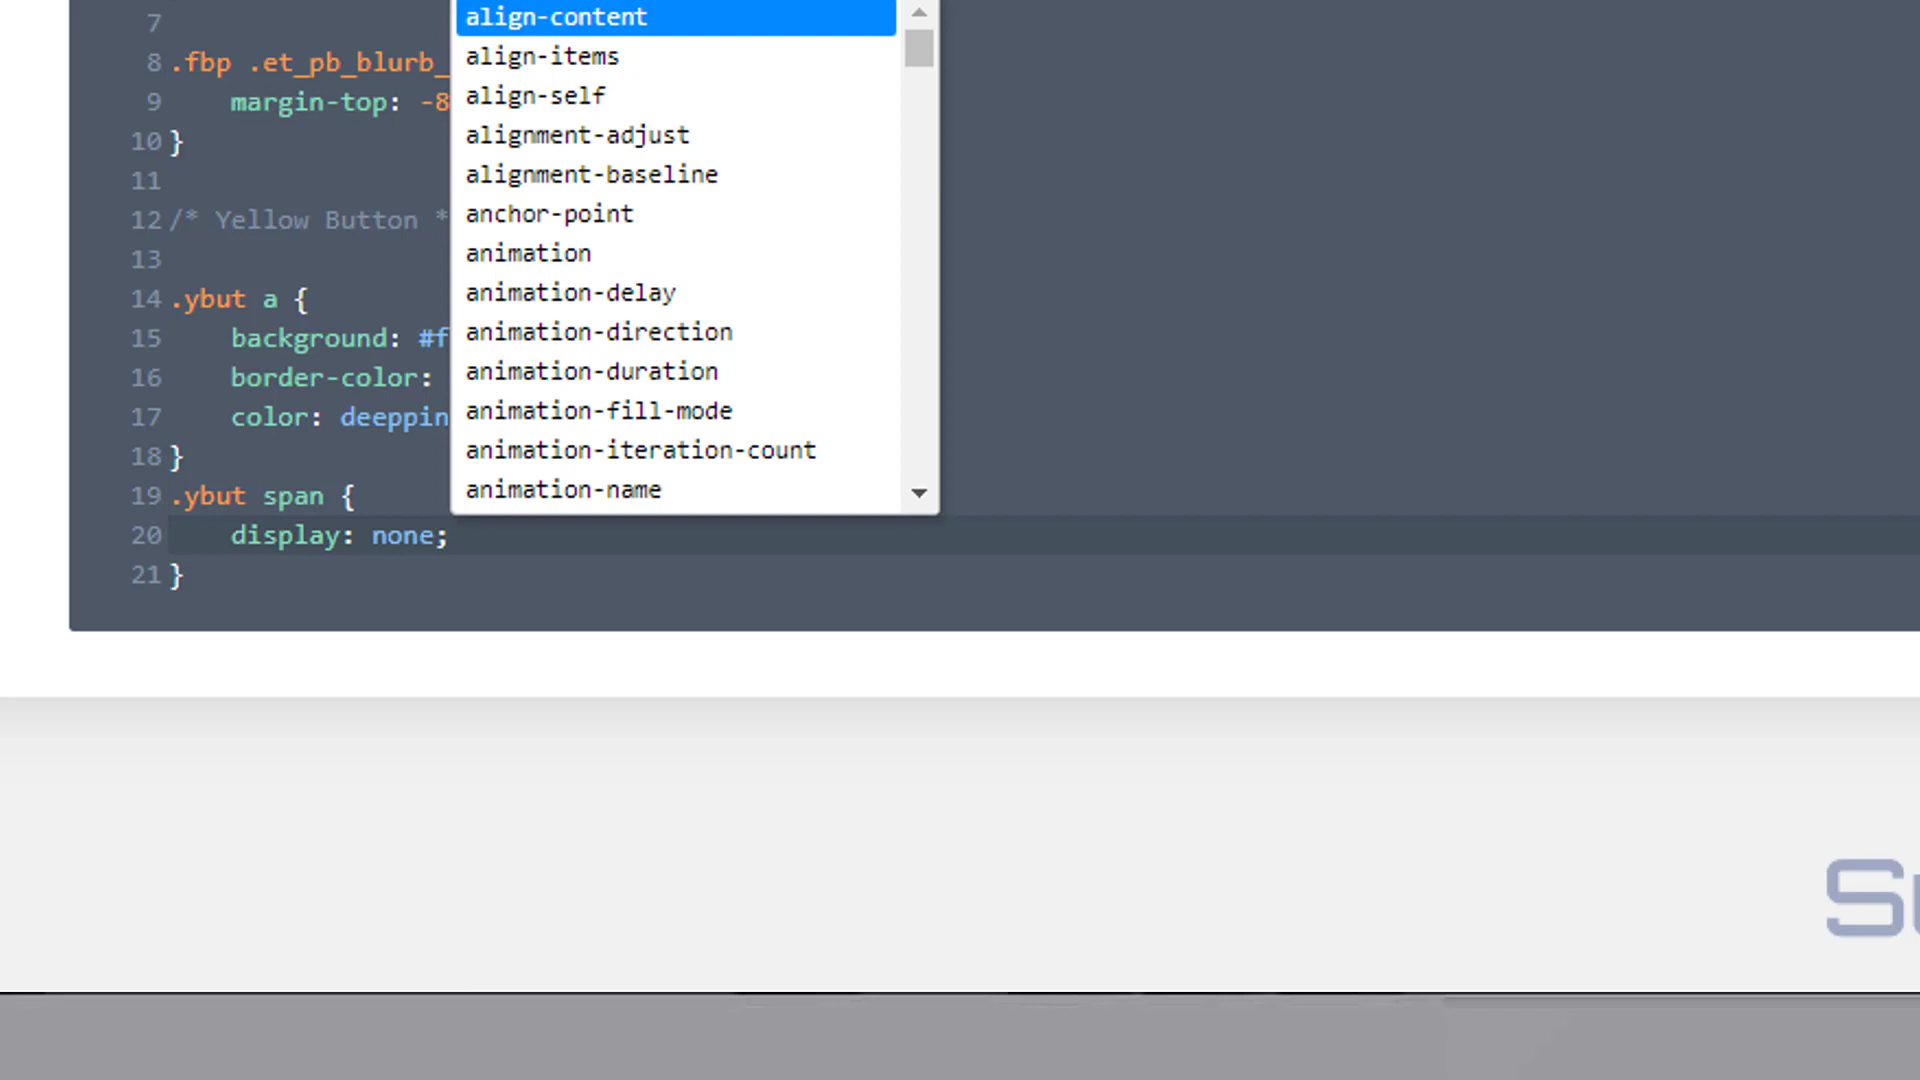 7
8 .fbp .et_pb_blurb_
9 margin-top: -8
10 }
11
12 /* Yellow Button *
13
14 .ybut a {
15 background: #f
16 border-color:
17 color: deeppin
18 }
19 .ybut span {
20 display: none;
21 }
align-content
align-items
align-self
alignment-adjust
alignment-baseline
anchor-point
animation
animation-delay
animation-direction
animation-duration
animation-fill-mode
animation-iteration-count
animation-name